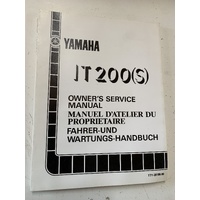 YAMAHA
IT200(S)
OWNER'S SERVICE
MANUAL
MANUEL D'ATELIER DU
PROPRIETAIRE
FAHRER-UND
WARTUNGS-HANDBUCH